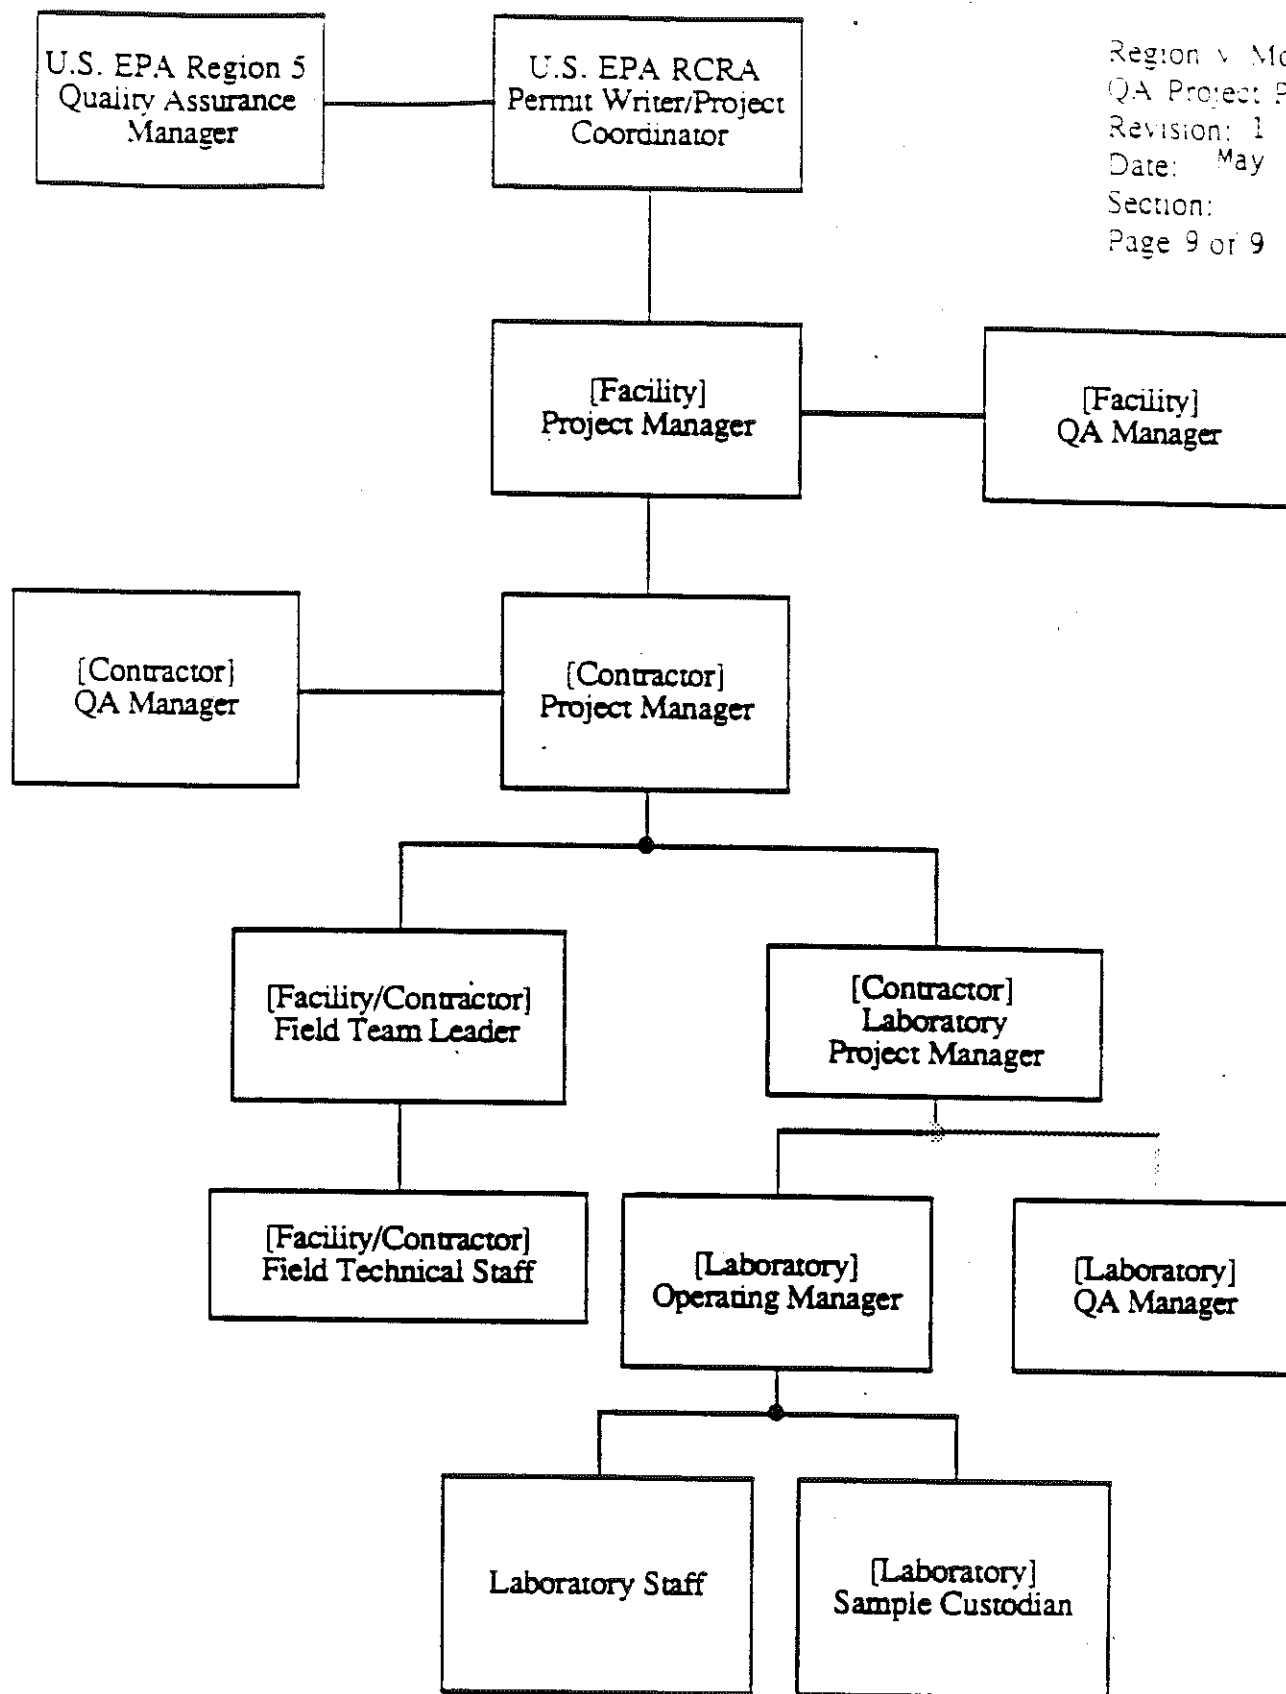 U.S. EPA Region 5
Quality Assurance
Manager
U.S. EPA RCRA
Permit Writer/Project
Coordinator
Region V
QA Project
Revision: 1
Date: May
Section:
Page 9 of 9
[Facility]
Project Manager
[Facility]
QA Manager
[Contractor]
QA Manager
[Contractor]
Project Manager
[Facility/Contractor]
Field Team Leader
[Contractor]
Laboratory
Project Manager
[Facility/Contractor]
Field Technical Staff
[Laboratory]
Operating Manager
[Laboratory]
QA Manager
Laboratory Staff
[Laboratory]
Sample Custodian